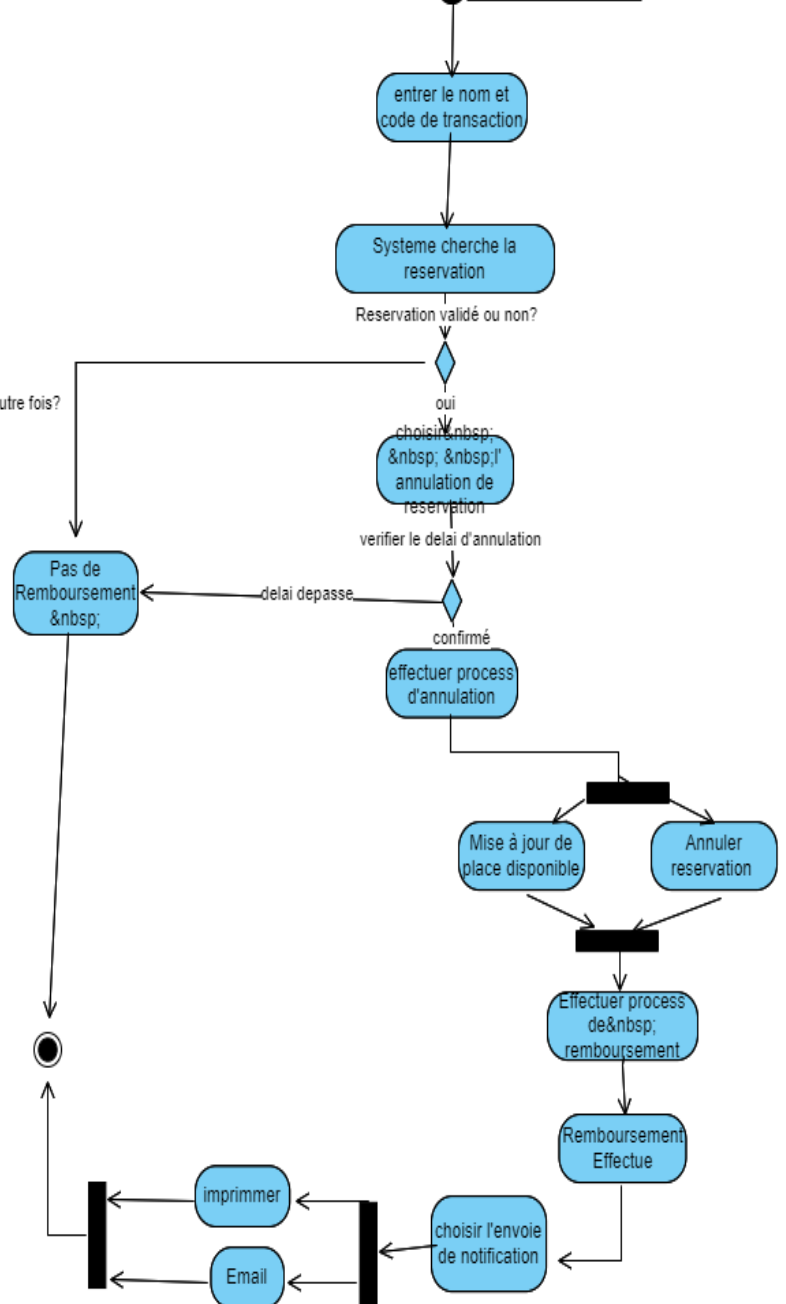 entrer le nom et
code de transaction
Systeme cherche la
reservation
Reservation validé ou non?
utre fois?
oui
choisir&nbsp;
&nbsp; &nbsp;l'
annulation de
reservation
verifier le delai d'annulation
Pas de
Remboursement
&nbsp;
delai depasse
confirmé
effectuer process
d'annulation
Mise à jour de
place disponible
Annuler
reservation
Effectuer process
de&nbsp;
remboursement
Remboursement
Effectue
choisir l'envoie
de notification
imprimmer
Email